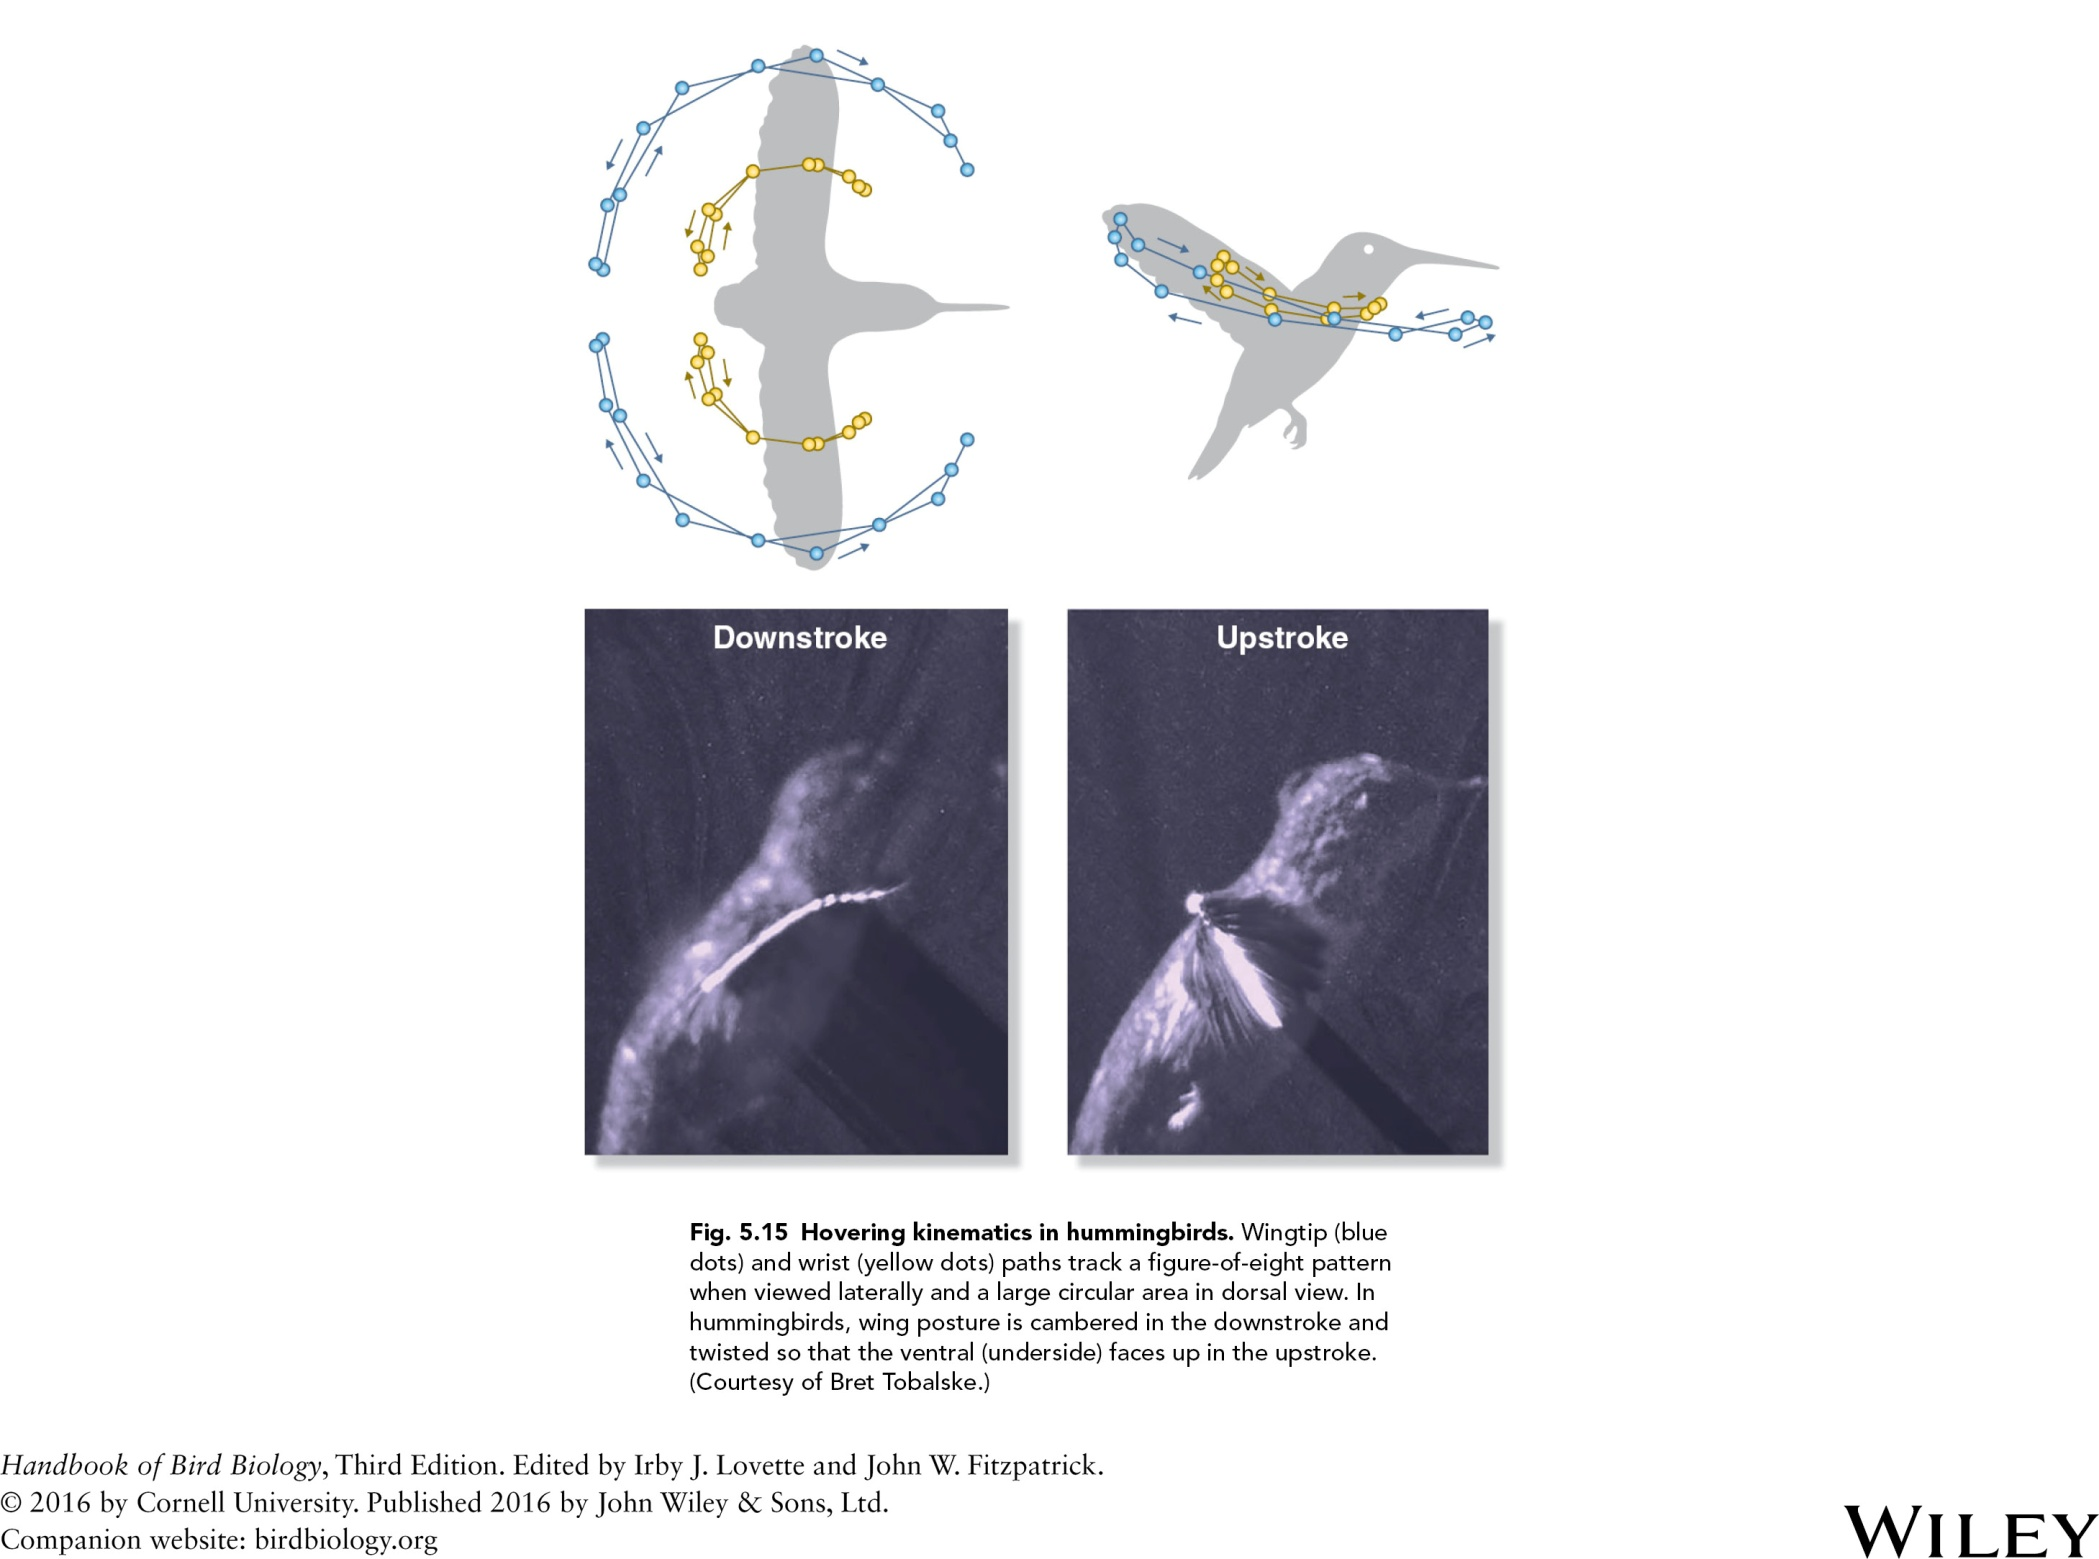 Downstroke
Upstroke
Fig. 5.15 Hovering kinematics in hummingbirds. Wingtip (blue
dots) and wrist (yellow dots) paths track a figure-of-eight pattern
when viewed laterally and a large circular area in dorsal view. In
hummingbirds, wing posture is cambered in the downstroke and
twisted so that the ventral (underside) faces up in the upstroke.
(Courtesy of Bret Tobalske.)
Handbook of Bird Biology, Third Edition. Edited by Irby J. Lovette and John W. Fitzpatrick.
© 2016 by Cornell University. Published 2016 by John Wiley & Sons, Ltd.
Companion website: birdbiology.org
WILEY